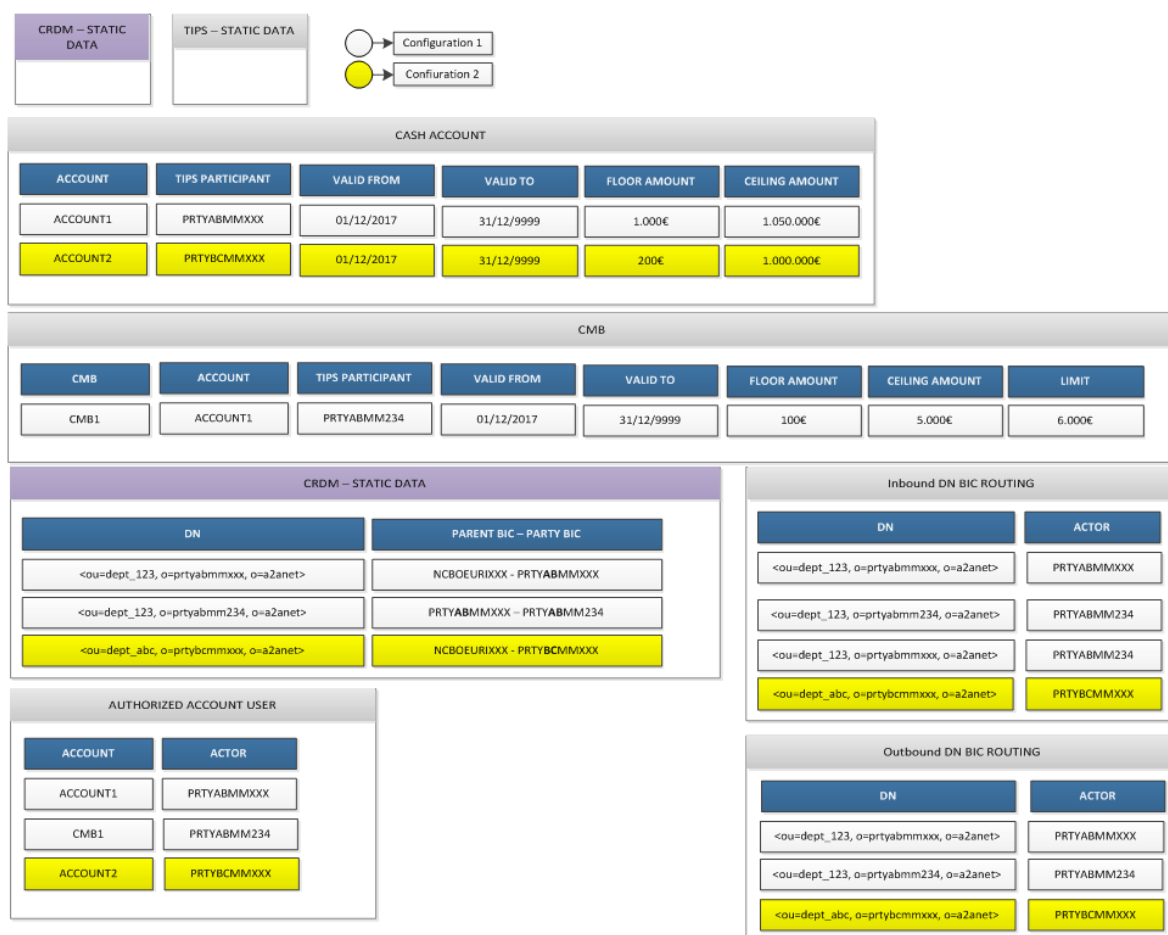 CRDM – STATIC
DATA
TIPS – STATIC DATA
Configuration 1
Confiuration 2
CASH ACCOUNT
ACCOUNT TIPS PARTICIPANT VALID FROM VALID TO FLOOR AMOUNT CEILING AMOUNT
ACCOUNT1 PRTYABMMXXX 01/12/2017 31/12/9999 1.000€ 1.050.000€
ACCOUNT2 PRTYBCMMXXX 01/12/2017 31/12/9999 200€ 1.000.000€
CMB
CMB ACCOUNT TIPS PARTICIPANT VALID FROM VALID TO FLOOR AMOUNT CEILING AMOUNT LIMIT
CMB1 ACCOUNT1 PRTYABMM234 01/12/2017 31/12/9999 100€ 5.000€ 6.000€
CRDM – STATIC DATA
DN PARENT BIC – PARTY BIC
<ou=dept_123, o=prtyabmmxxx, o=a2anet> NCBOEURIXXX - PRTYABMMXXX
<ou=dept_123, o=prtyabmm234, o=a2anet> PRTYABMMXXX – PRTYABMM234
<ou=dept_abc, o=prtybcmmxxx, o=a2anet> NCBOEURIXXX - PRTYBCMMXXX
Inbound DN BIC ROUTING
DN ACTOR
<ou=dept_123, o=prtyabmmxxx, o=a2anet> PRTYABMMXXX
<ou=dept_123, o=prtyabmm234, o=a2anet> PRTYABMM234
<ou=dept_123, o=prtyabmmxxx, o=a2anet> PRTYABMM234
<ou=dept_abc, o=prtybcmmxxx, o=a2anet> PRTYBCMMXXX
AUTHORIZED ACCOUNT USER
ACCOUNT ACTOR
ACCOUNT1 PRTYABMMXXX
CMB1 PRTYABMM234
ACCOUNT2 PRTYBCMMXXX
Outbound DN BIC ROUTING
DN ACTOR
<ou=dept_123, o=prtyabmmxxx, o=a2anet> PRTYABMMXXX
<ou=dept_123, o=prtyabmm234, o=a2anet> PRTYABMM234
<ou=dept_abc, o=prtybcmmxxx, o=a2anet> PRTYBCMMXXX